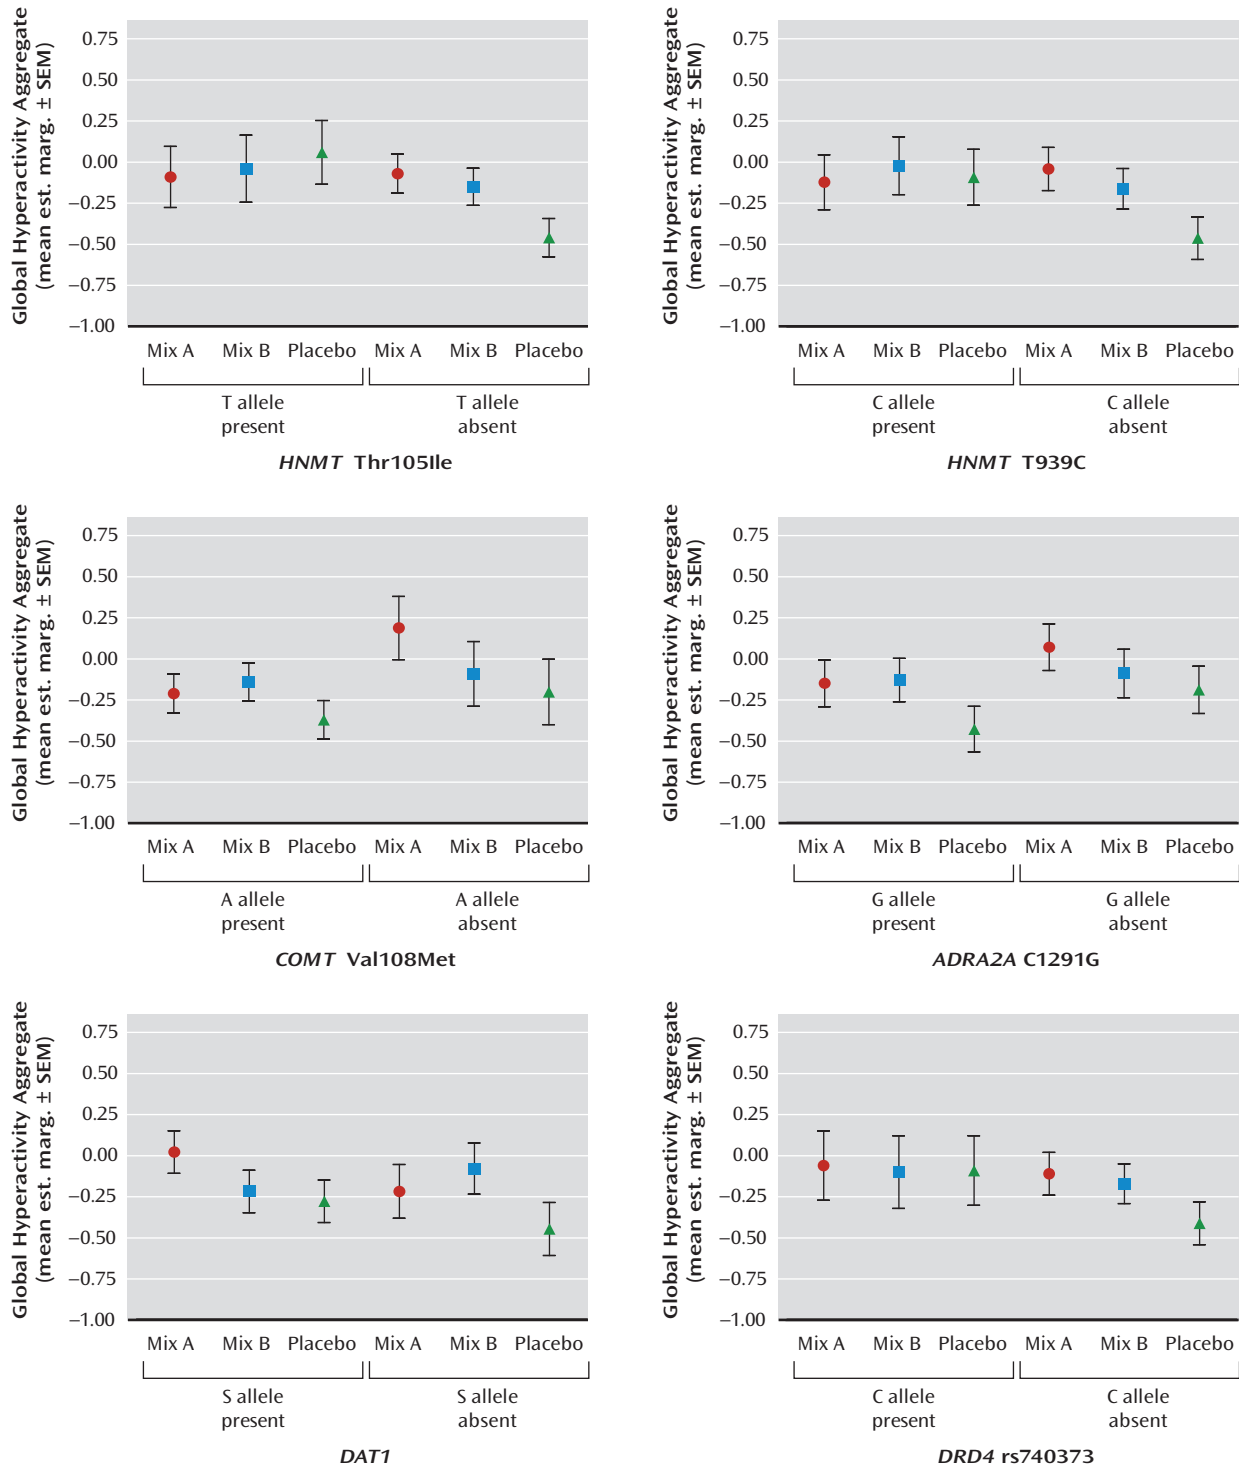 Global Hyperactivity Aggregate
(mean est. marg. ± SEM)
0.75
0.50
0.25
0.00
−0.25
−0.50
−0.75
−1.00
Mix A Mix B Placebo Mix A Mix B Placebo
T allele present T allele absent
HNMT Thr105Ile
Global Hyperactivity Aggregate
(mean est. marg. ± SEM)
0.75
0.50
0.25
0.00
−0.25
−0.50
−0.75
−1.00
Mix A Mix B Placebo Mix A Mix B Placebo
C allele present C allele absent
HNMT T939C
Global Hyperactivity Aggregate
(mean est. marg. ± SEM)
0.75
0.50
0.25
0.00
−0.25
−0.50
−0.75
−1.00
Mix A Mix B Placebo Mix A Mix B Placebo
A allele present A allele absent
COMT Val108Met
Global Hyperactivity Aggregate
(mean est. marg. ± SEM)
0.75
0.50
0.25
0.00
−0.25
−0.50
−0.75
−1.00
Mix A Mix B Placebo Mix A Mix B Placebo
G allele present G allele absent
ADRA2A C1291G
Global Hyperactivity Aggregate
(mean est. marg. ± SEM)
0.75
0.50
0.25
0.00
−0.25
−0.50
−0.75
−1.00
Mix A Mix B Placebo Mix A Mix B Placebo
S allele present S allele absent
DAT1
Global Hyperactivity Aggregate
(mean est. marg. ± SEM)
0.75
0.50
0.25
0.00
−0.25
−0.50
−0.75
−1.00
Mix A Mix B Placebo Mix A Mix B Placebo
C allele present C allele absent
DRD4 rs740373